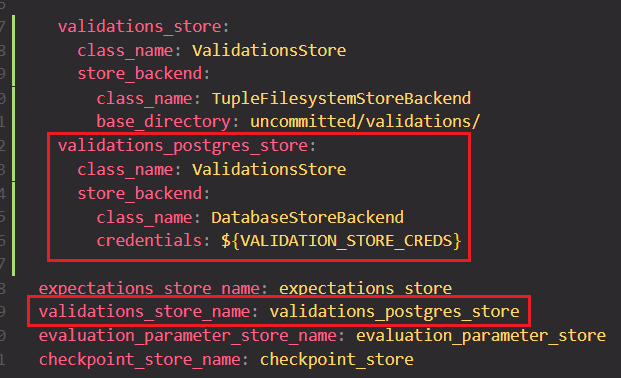 validations_store:
class_name: ValidationsStore
store_backend:
class_name: TupleFilesystemStoreBackend
base_directory: uncommitted/validations/
validations_postgres_store:
class_name: ValidationsStore
store_backend:
class_name: DatabaseStoreBackend
credentials: ${VALIDATION_STORE_CREDS}
expectations_store_name: expectations_store
validations_store_name: validations_postgres_store
evaluation_parameter_store_name: evaluation_parameter_store
checkpoint_store_name: checkpoint_store